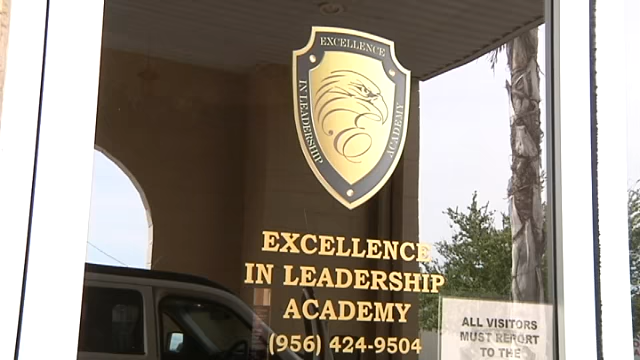 EXCELLENCE
IN LEADERSHIP
ACADEMY
EXCELLENCE
IN LEADERSHIP
ACADEMY
(956) 424-9504
ALL VISITORS
MUST REPORT
TO THE